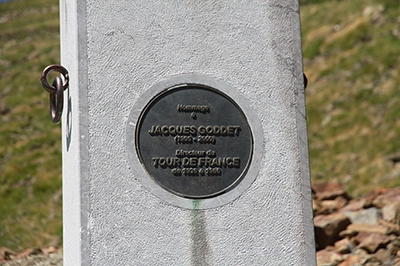 Hommage
à
JACQUES GODDET
Directeur du
TOUR DE FRANCE